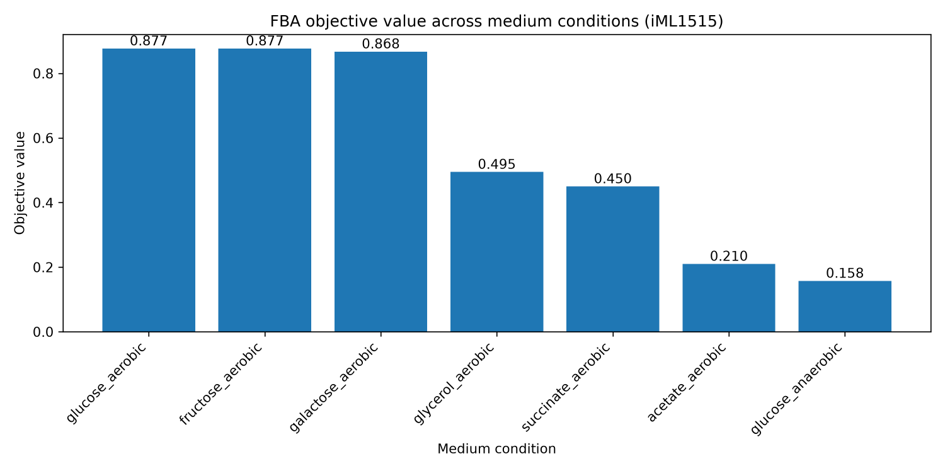 FBA objective value across medium conditions (iML1515)
Objective value
0.8
0.6
0.4
0.2
0.0
0.877
0.877
0.868
0.495
0.450
0.210
0.158
glucose_aerobic
fructose_aerobic
galactose_aerobic
glycerol_aerobic
succinate_aerobic
acetate_aerobic
glucose_anaerobic
Medium condition